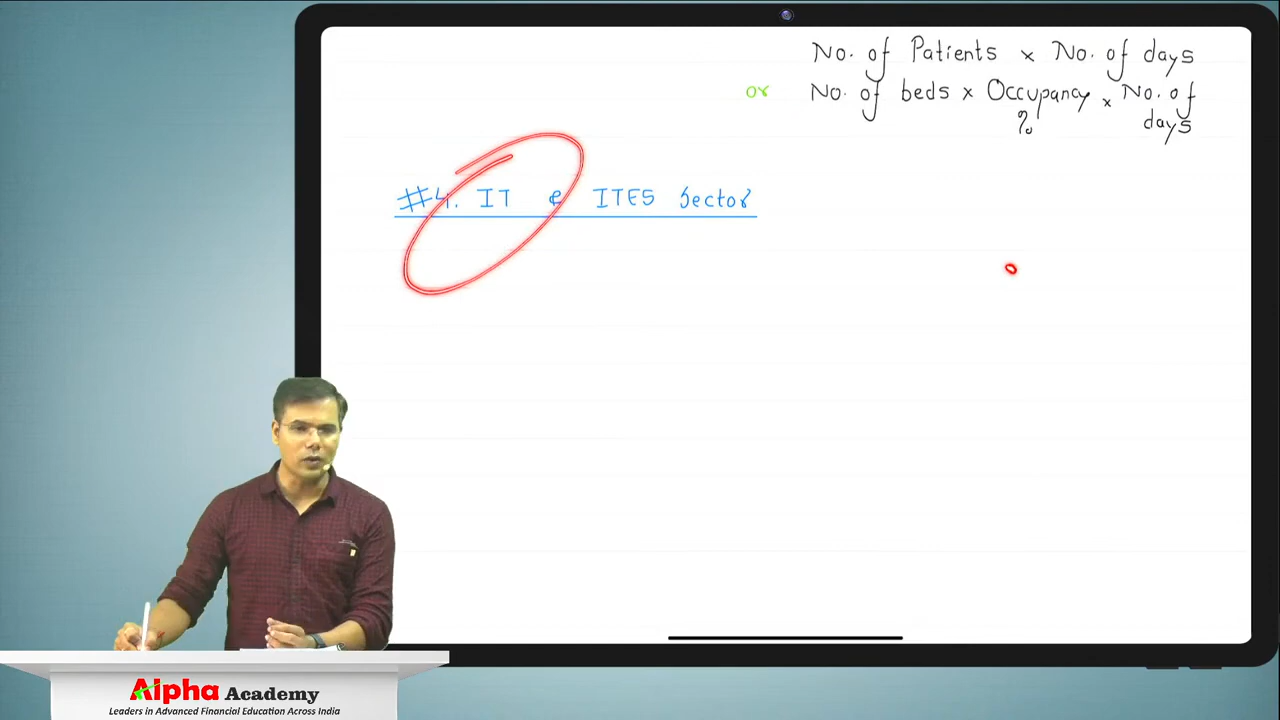 No. of Patients x No. of days
or No. of beds x Occupancy % x No. of days
#4. IT & ITES Sector
Alpha Academy
Leaders in Advanced Financial Education Across India